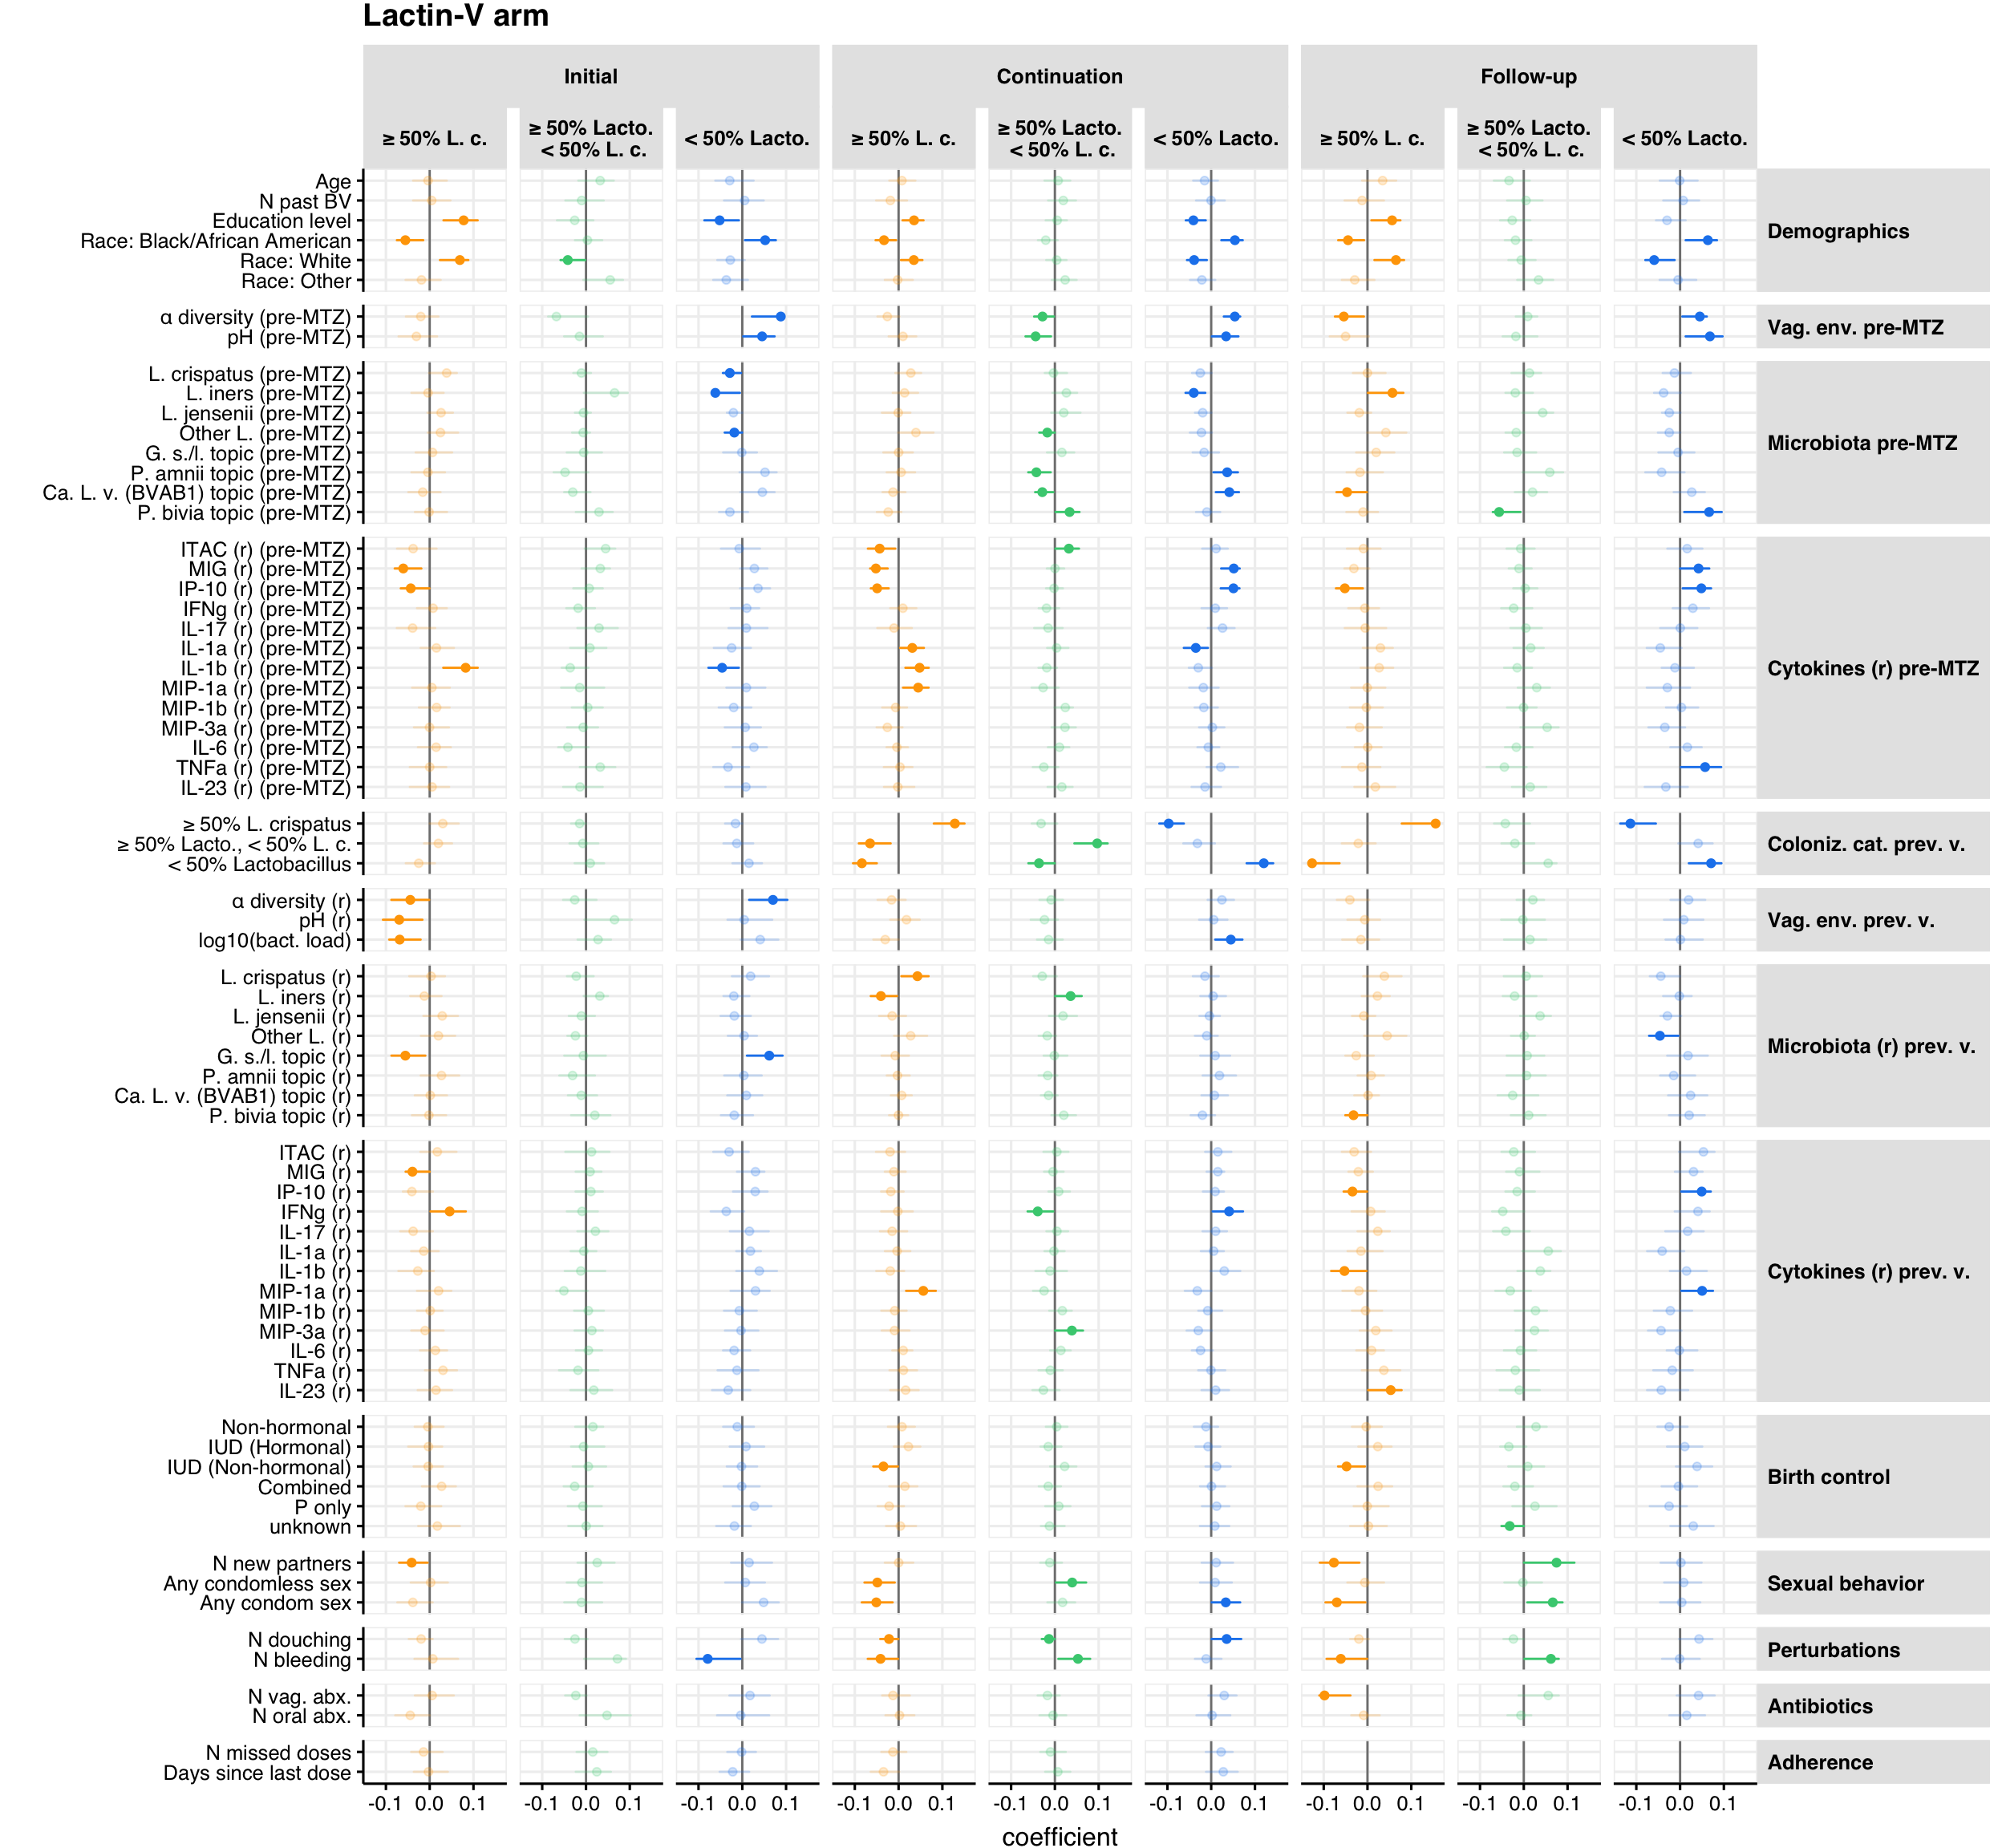 Lactin-V arm
Initial
Continuation
Follow-up
≥ 50% L. c.
≥ 50% Lacto.
< 50% L. c.
< 50% Lacto.
≥ 50% L. c.
≥ 50% Lacto.
< 50% L. c.
< 50% Lacto.
≥ 50% L. c.
≥ 50% Lacto.
< 50% L. c.
< 50% Lacto.
Age
N past BV
Education level
Race: Black/African American
Race: White
Race: Other
Demographics
α diversity (pre-MTZ)
pH (pre-MTZ)
Vag. env. pre-MTZ
L. crispatus (pre-MTZ)
L. iners (pre-MTZ)
L. jensenii (pre-MTZ)
Other L. (pre-MTZ)
G. s./l. topic (pre-MTZ)
P. amnii topic (pre-MTZ)
Ca. L. v. (BVAB1) topic (pre-MTZ)
P. bivia topic (pre-MTZ)
Microbiota pre-MTZ
ITAC (r) (pre-MTZ)
MIG (r) (pre-MTZ)
IP-10 (r) (pre-MTZ)
IFNg (r) (pre-MTZ)
IL-17 (r) (pre-MTZ)
IL-1a (r) (pre-MTZ)
IL-1b (r) (pre-MTZ)
MIP-1a (r) (pre-MTZ)
MIP-1b (r) (pre-MTZ)
MIP-3a (r) (pre-MTZ)
IL-6 (r) (pre-MTZ)
TNFa (r) (pre-MTZ)
IL-23 (r) (pre-MTZ)
Cytokines (r) pre-MTZ
≥ 50% L. crispatus
≥ 50% Lacto., < 50% L. c.
< 50% Lactobacillus
Coloniz. cat. prev. v.
α diversity (r)
pH (r)
log10(bact. load)
Vag. env. prev. v.
L. crispatus (r)
L. iners (r)
L. jensenii (r)
Other L. (r)
G. s./l. topic (r)
P. amnii topic (r)
Ca. L. v. (BVAB1) topic (r)
P. bivia topic (r)
Microbiota (r) prev. v.
ITAC (r)
MIG (r)
IP-10 (r)
IFNg (r)
IL-17 (r)
IL-1a (r)
IL-1b (r)
MIP-1a (r)
MIP-1b (r)
MIP-3a (r)
IL-6 (r)
TNFa (r)
IL-23 (r)
Cytokines (r) prev. v.
Non-hormonal
IUD (Hormonal)
IUD (Non-hormonal)
Combined
P only
unknown
Birth control
N new partners
Any condomless sex
Any condom sex
Sexual behavior
N douching
N bleeding
Perturbations
N vag. abx.
N oral abx.
Antibiotics
N missed doses
Days since last dose
Adherence
-0.1 0.0 0.1 -0.1 0.0 0.1 -0.1 0.0 0.1 -0.1 0.0 0.1 -0.1 0.0 0.1 -0.1 0.0 0.1 -0.1 0.0 0.1 -0.1 0.0 0.1 -0.1 0.0 0.1
coefficient